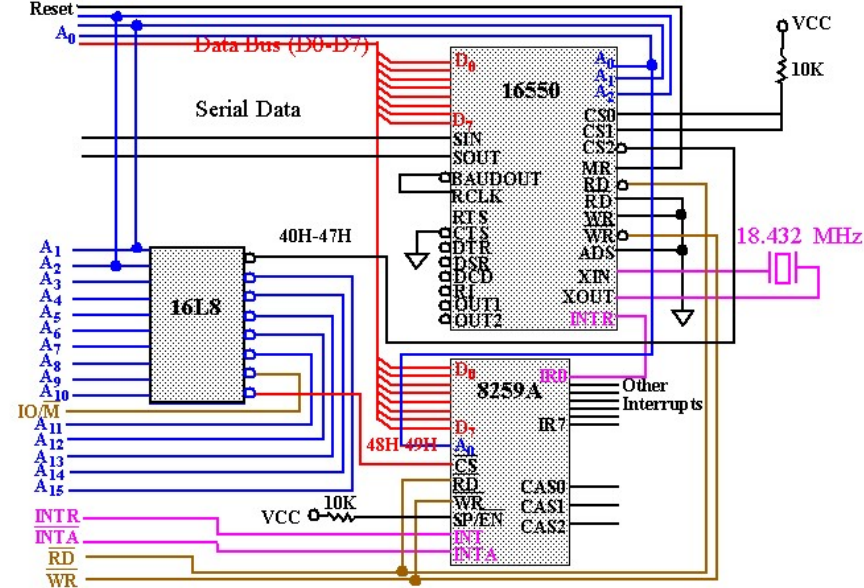 Reset
A0
Data Bus (D0-D7)
Serial Data
VCC
10K
16550
D0
D7
SIN
SOUT
BAUDOUT
RCLK
RTS
CTS
DTR
DSR
DCD
RI
OUT1
OUT2
A0
A1
A2
CS0
CS1
CS2
MR
RD
RD
WR
WR
ADS
XIN
XOUT
INTR
18.432 MHz
40H-47H
16L8
A1
A2
A3
A4
A5
A6
A7
A8
A9
A10
IO/M
A11
A12
A13
A14
A15
8259A
D0
D7
48H-49H
A0
CS
RD
WR
SP/EN
INT
INTA
IR0
IR7
Other
Interrupts
CAS0
CAS1
CAS2
VCC
10K
INTR
INTA
RD
WR